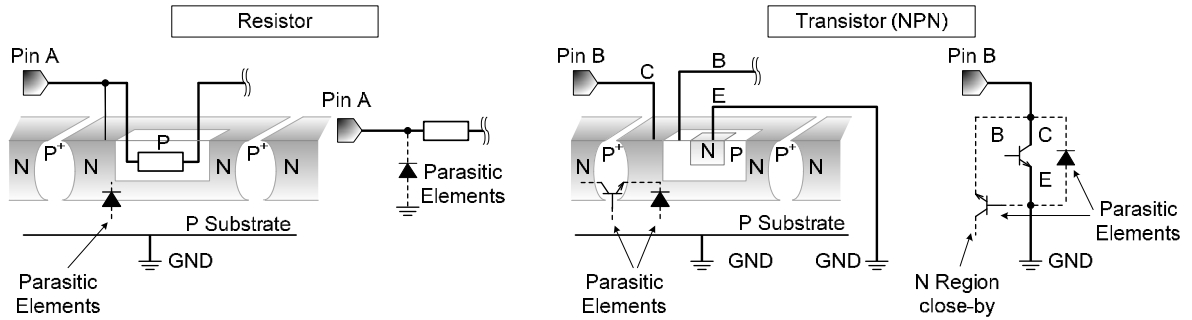 Resistor
Transistor (NPN)
Pin A
Pin B
Pin B
C
B
E
Pin A
B
C
E
N
P+
N
P
P+
N
N
P+
N
N
P
P+
N
Parasitic
Elements
P Substrate
P Substrate
Parasitic
Elements
GND
GND
GND
GND
Parasitic
Elements
Parasitic
Elements
N Region
close-by